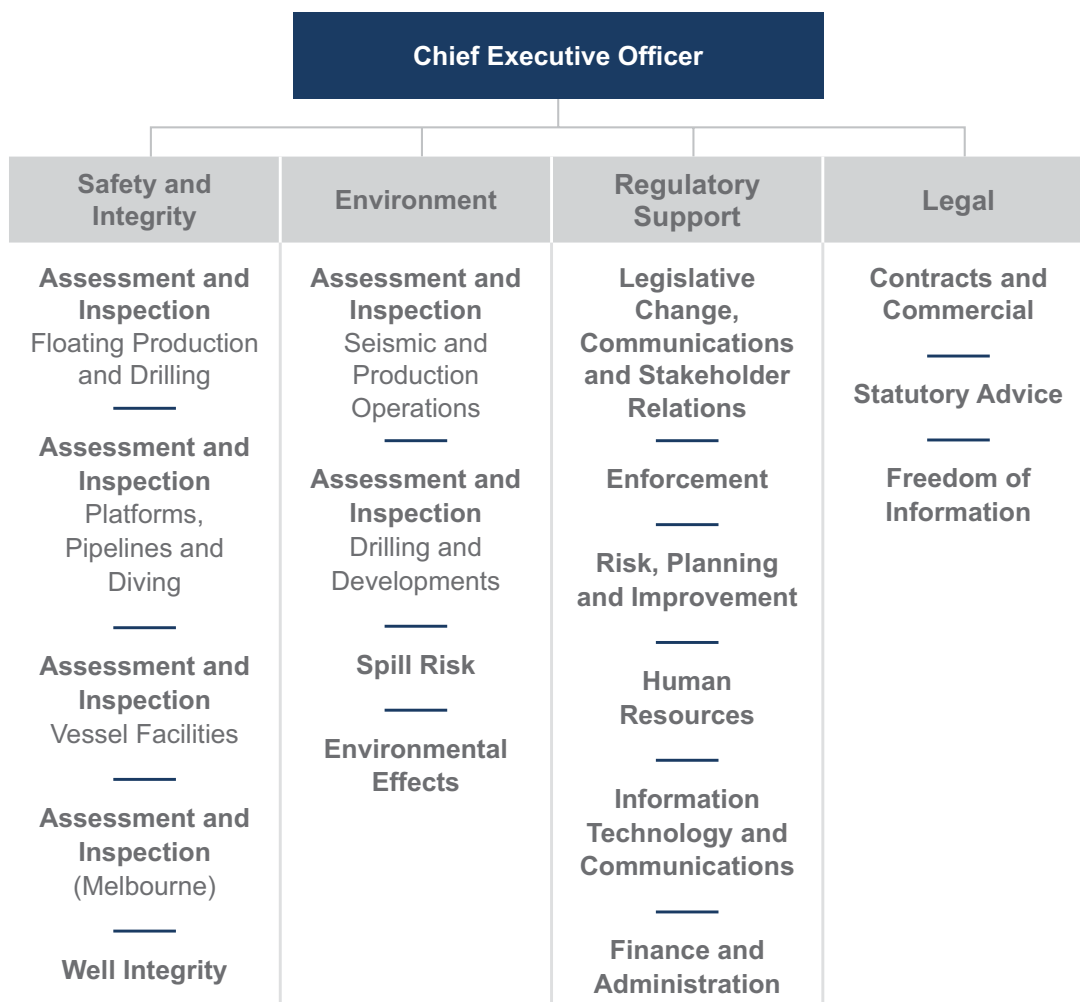 Chief Executive Officer
Safety and
Integrity
Environment
Regulatory
Support
Legal
Assessment and
Inspection
Floating Production
and Drilling
Assessment and
Inspection
Platforms,
Pipelines and
Diving
Assessment and
Inspection
Vessel Facilities
Assessment and
Inspection
(Melbourne)
Well Integrity
Assessment and
Inspection
Seismic and
Production
Operations
Assessment and
Inspection
Drilling and
Developments
Spill Risk
Environmental
Effects
Legislative
Change,
Communications
and Stakeholder
Relations
Enforcement
Risk, Planning
and Improvement
Human
Resources
Information
Technology and
Communications
Finance and
Administration
Contracts and
Commercial
Statutory Advice
Freedom of
Information